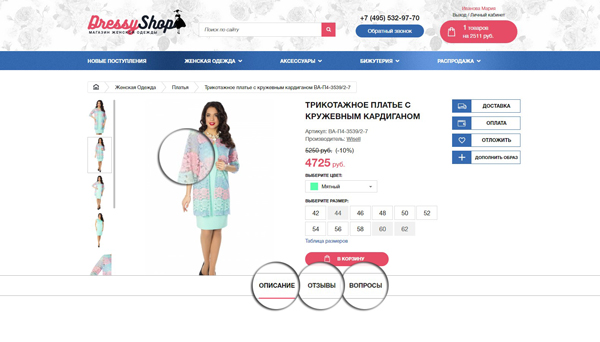 DressyShop
МАГАЗИН ЖЕНСКОЙ ОДЕЖДЫ
Поиск по сайту
+7 (495) 532-97-70
Обратный звонок
Иванова Мария
Выход / Личный кабинет
1 товаров
на 2511 руб.
НОВЫЕ ПОСТУПЛЕНИЯ
ЖЕНСКАЯ ОДЕЖДА
АКСЕССУАРЫ
БИЖУТЕРИЯ
РАСПРОДАЖА
Женская Одежда
Платья
Трикотажное платье с кружевным кардиганом ВА-П4-3539/2-7
ТРИКОТАЖНОЕ ПЛАТЬЕ С
КРУЖЕВНЫМ КАРДИГАНОМ
Артикул: ВА-П4-3539/2-7
Производитель: Wisell
5250 руб. (-10%)
4725 руб.
ВЫБЕРИТЕ ЦВЕТ:
Мятный
ВЫБЕРИТЕ РАЗМЕР:
42 44 46 48 50 52
54 56 58 60 62
Таблица размеров
В КОРЗИНУ
ДОСТАВКА
ОПЛАТА
ОТЛОЖИТЬ
ДОПОЛНИТЬ ОБРАЗ
ОПИСАНИЕ
ОТЗЫВЫ
ВОПРОСЫ